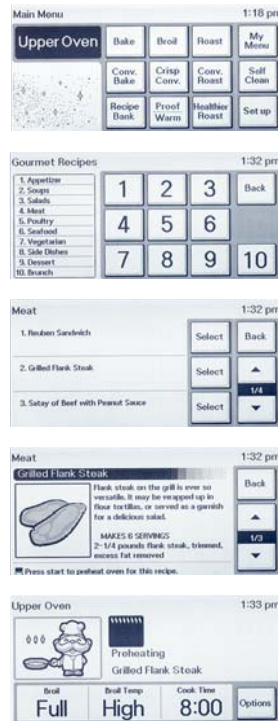 Main Menu 1:18 pm
Upper Oven Bake Broil Roast My Menu
Conv. Bake Crisp Conv. Conv. Roast Self Clean
Recipe Bank Proof Warm Healthier Roast Set up
Gourmet Recipes 1:32 pm
1. Appetizer
2. Soups
3. Salads
4. Meat
5. Poultry
6. Seafood
7. Vegetarian
8. Side Dishes
9. Dessert
10. Brunch
1 2 3 Back
4 5 6
7 8 9 10
Meat 1:32 pm
1. Reuben Sandwich Select Back
2. Grilled Flank Steak Select
1/4
3. Satay of Beef with Peanut Sauce Select
Meat 1:32 pm
Grilled Flank Steak
Back
Flank steak on the grill is ever so
versatile. It may be wrapped up in
flour tortillas, or served as a garnish
for a delicious salad.
MAKES 6 SERVINGS
1/3
2-1/4 pounds flank steak, trimmed,
excess fat removed
Press start to preheat oven for this recipe.
Upper Oven 1:33 pm
Preheating
Grilled Flank Steak
Broil Broil Temp Cook Time
Full High 8:00 Options